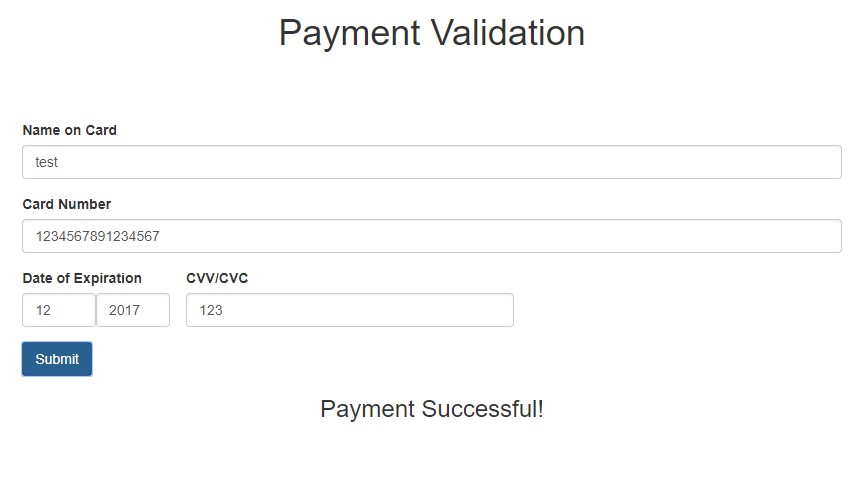 Payment Validation
Name on Card
test
Card Number
1234567891234567
Date of Expiration CVV/CVC
12 2017 123
Submit
Payment Successful!